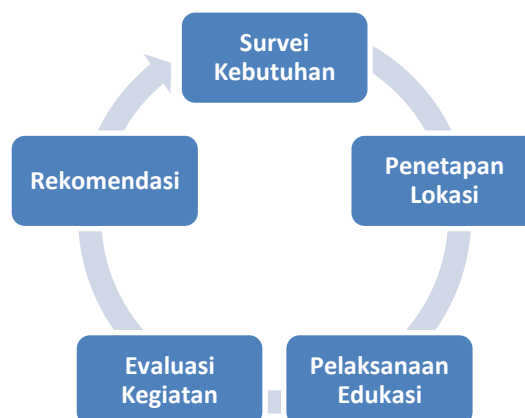 Survei
Kebutuhan
Penetapan
Lokasi
Pelaksanaan
Edukasi
Evaluasi
Kegiatan
Rekomendasi